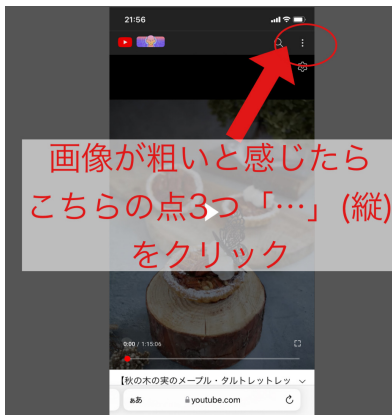 21:56
画像が粗いと感じたら
こちらの点3つ「…」(縦)
をクリック
0:00 / 1:15:06
【秋の木の実のメープル・タルトレットレッ
ぁあ
youtube.com